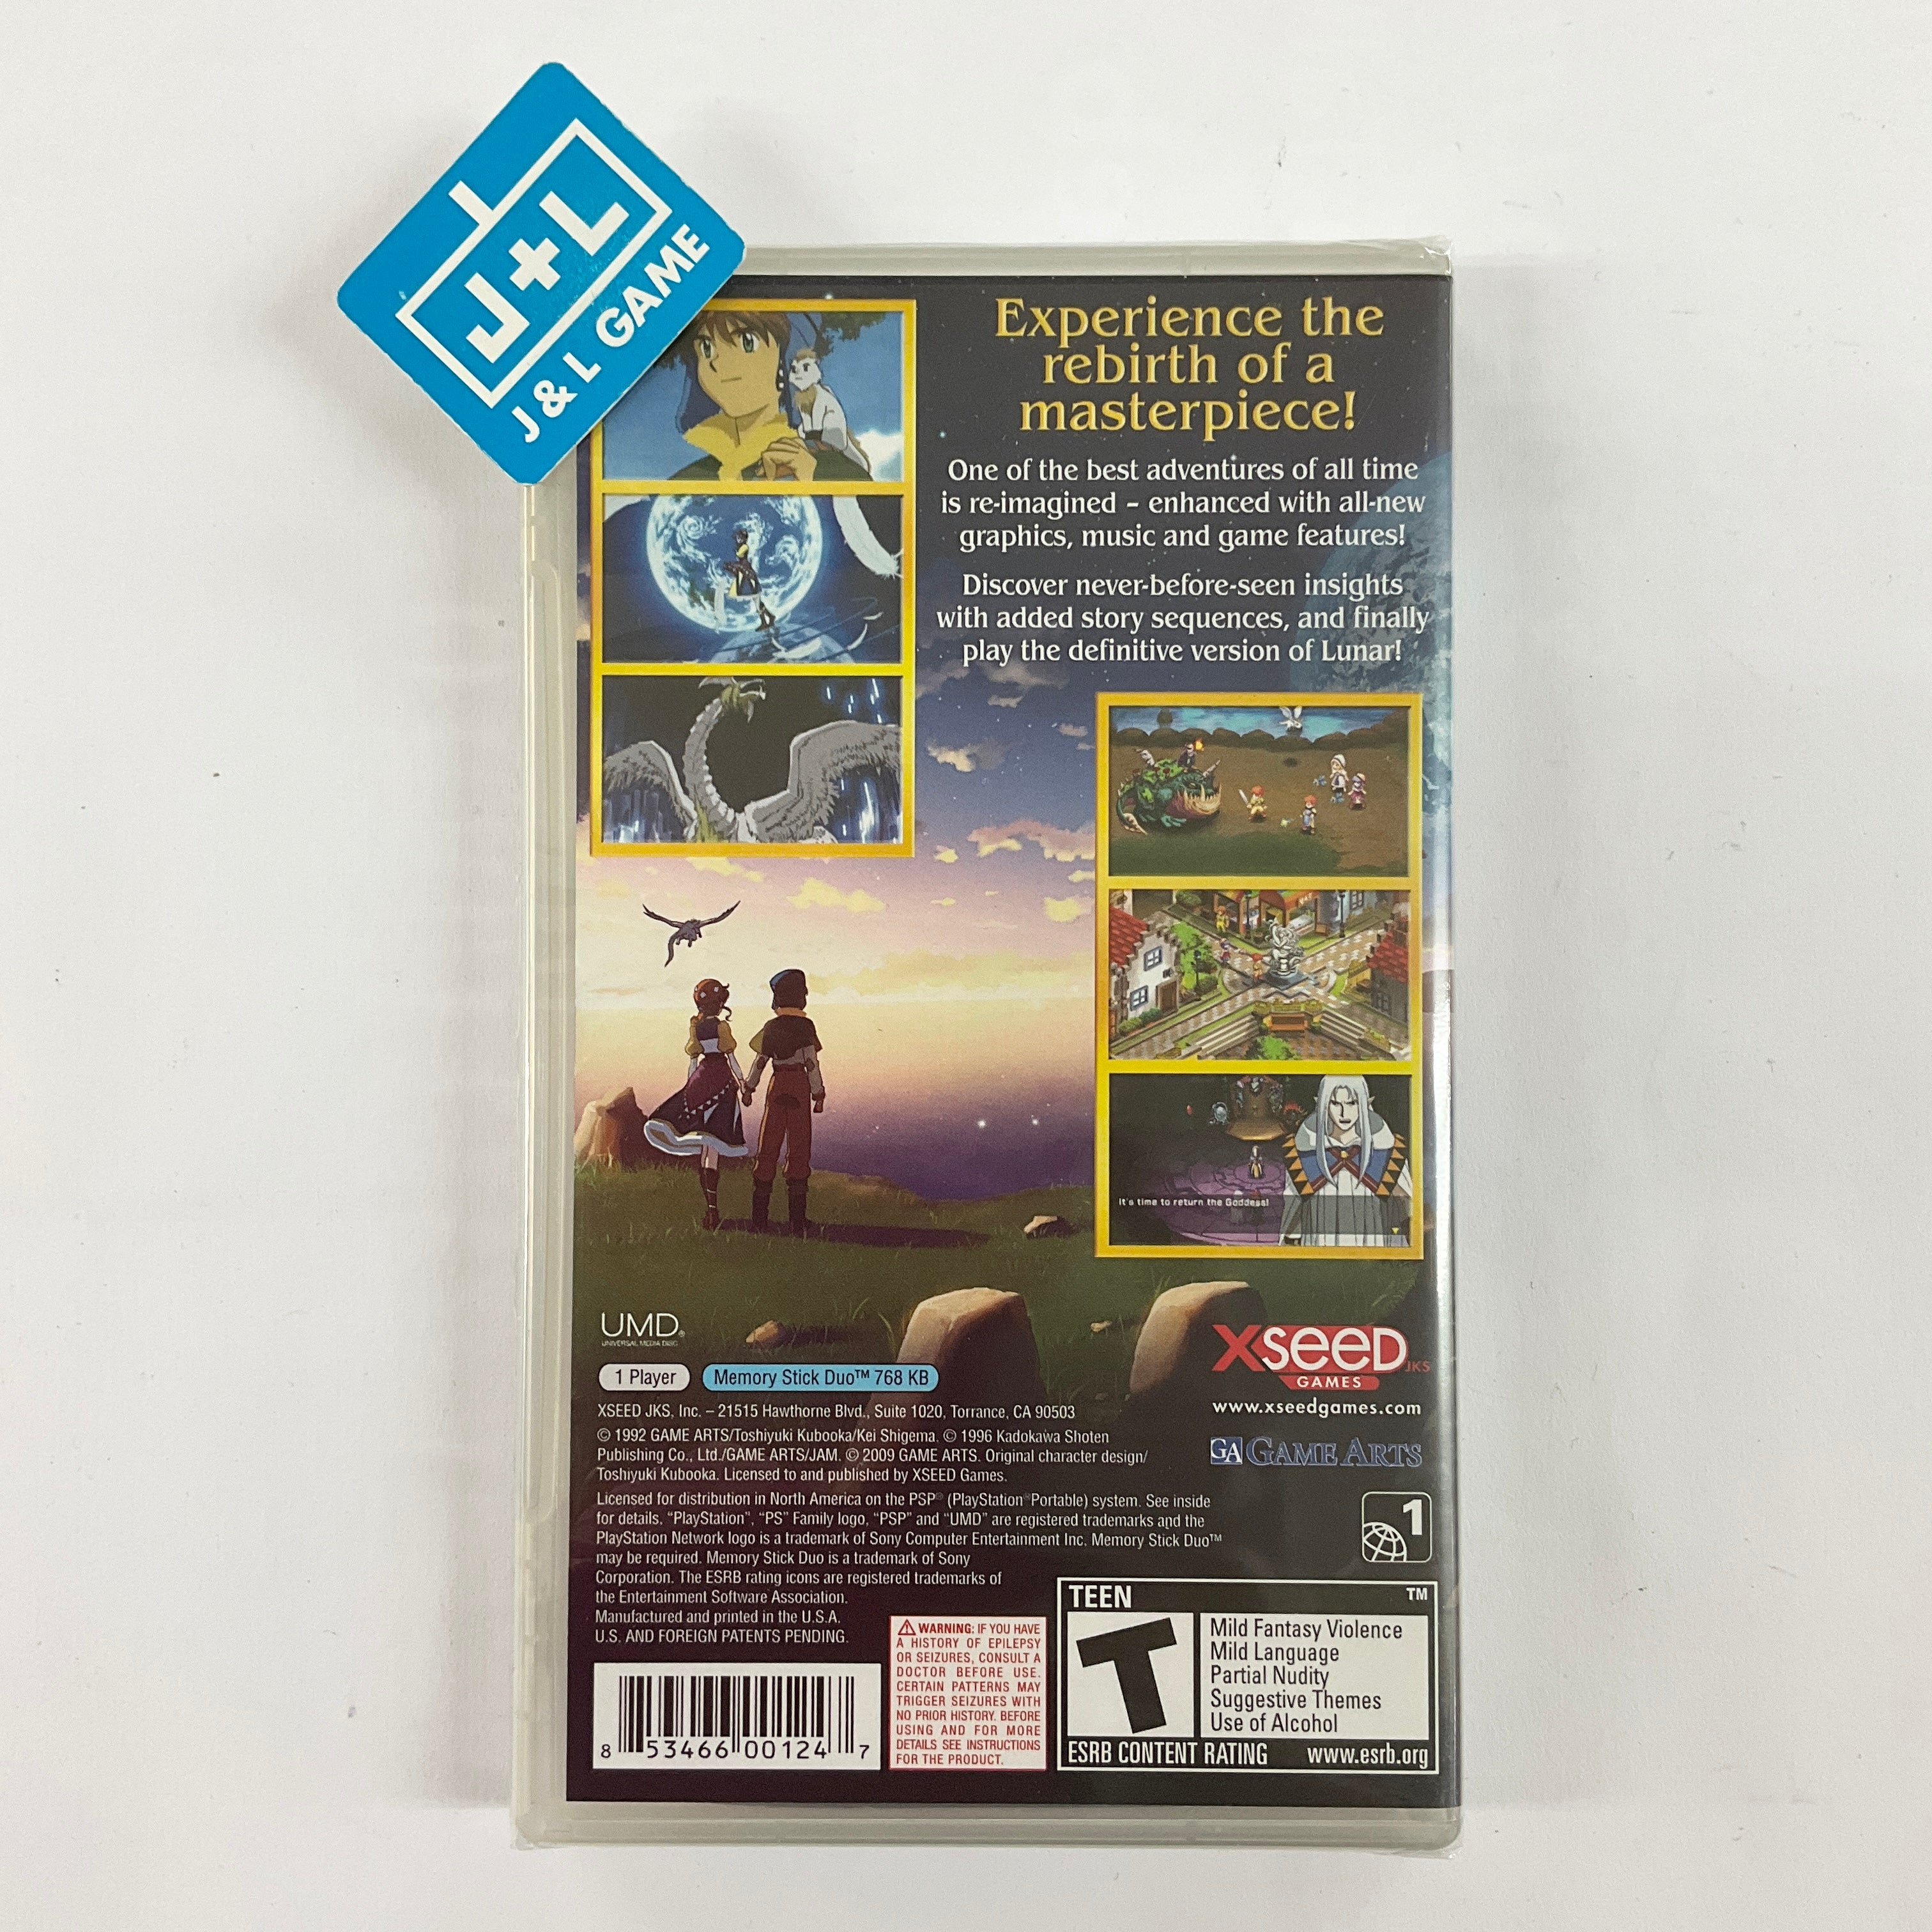 J+L
J & L GAME
Experience the
rebirth of a
masterpiece!
One of the best adventures of all time
is re-imagined – enhanced with all-new
graphics, music and game features!
Discover never-before-seen insights
with added story sequences, and finally
play the definitive version of Lunar!
It's time to return the Goddess!
UMD®
UNIVERSAL MEDIA DISC
1 Player
Memory Stick Duo™ 768 KB
XSEED JKS
GAMES
www.xseedgames.com
GA GAME ARTS
XSEED JKS, Inc. – 21515 Hawthorne Blvd., Suite 1020, Torrance, CA 90503
© 1992 GAME ARTS/Toshiyuki Kubooka/Kei Shigema. © 1996 Kadokawa Shoten
Publishing Co., Ltd./GAME ARTS/JAM. © 2009 GAME ARTS. Original character design/
Toshiyuki Kubooka. Licensed to and published by XSEED Games.
Licensed for distribution in North America on the PSP® (PlayStation®Portable) system. See inside
for details. “PlayStation”, “PS” Family logo, “PSP” and “UMD” are registered trademarks and the
PlayStation Network logo is a trademark of Sony Computer Entertainment Inc. Memory Stick Duo™
may be required. Memory Stick Duo is a trademark of Sony
Corporation. The ESRB rating icons are registered trademarks of
the Entertainment Software Association.
Manufactured and printed in the U.S.A.
U.S. AND FOREIGN PATENTS PENDING.
1
8 53466 00124 7
WARNING: IF YOU HAVE
A HISTORY OF EPILEPSY
OR SEIZURES, CONSULT A
DOCTOR BEFORE USE.
CERTAIN PATTERNS MAY
TRIGGER SEIZURES WITH
NO PRIOR HISTORY. BEFORE
USING AND FOR MORE
DETAILS SEE INSTRUCTIONS
FOR THE PRODUCT.
TEEN ™
T
Mild Fantasy Violence
Mild Language
Partial Nudity
Suggestive Themes
Use of Alcohol
ESRB CONTENT RATING www.esrb.org